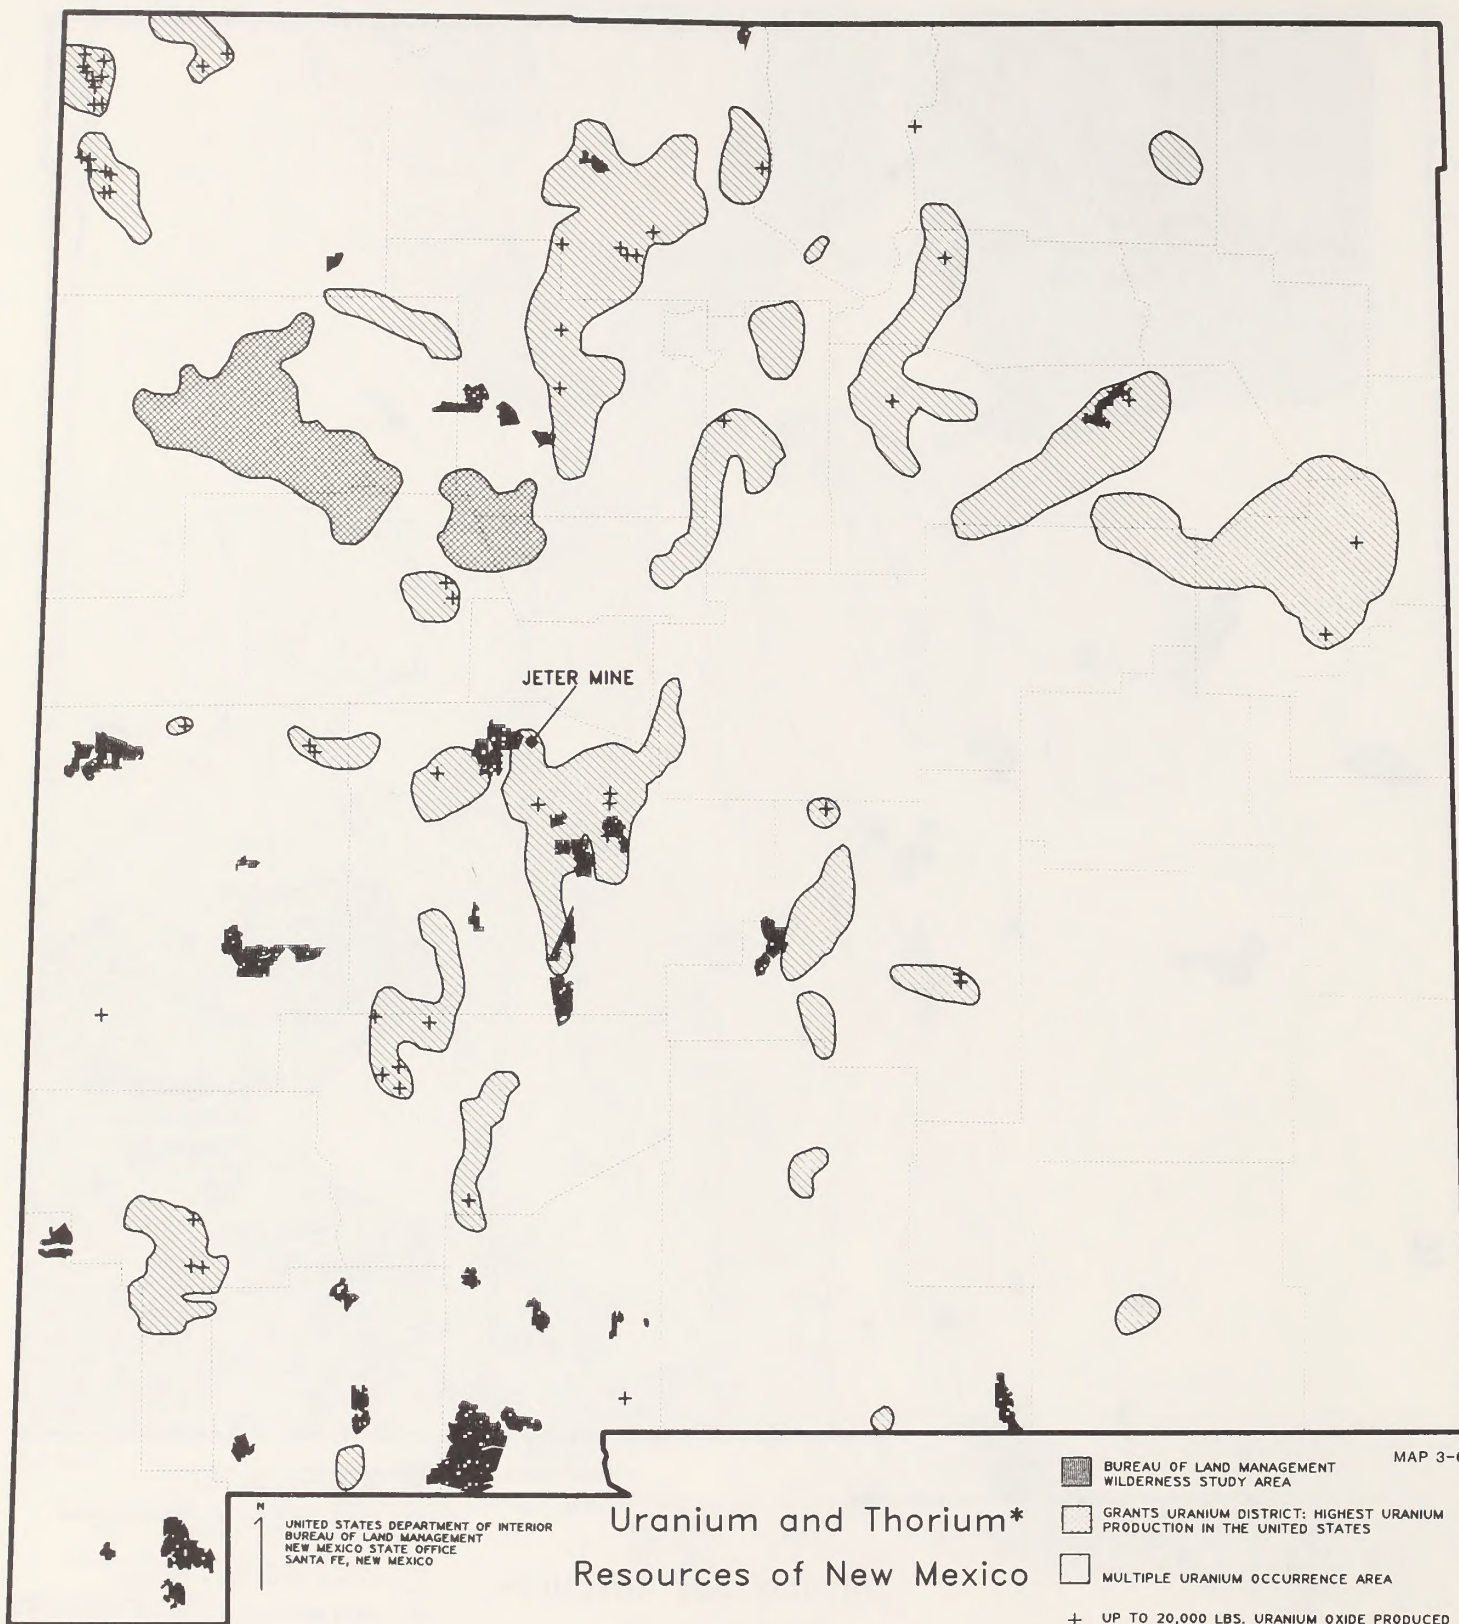 JETER MINE
MAP 3-
N
UNITED STATES DEPARTMENT OF INTERIOR
BUREAU OF LAND MANAGEMENT
NEW MEXICO STATE OFFICE
SANTA FE, NEW MEXICO
Uranium and Thorium*
Resources of New Mexico
BUREAU OF LAND MANAGEMENT
WILDERNESS STUDY AREA
GRANTS URANIUM DISTRICT: HIGHEST URANIUM
PRODUCTION IN THE UNITED STATES
MULTIPLE URANIUM OCCURRENCE AREA
+ UP TO 20,000 LBS. URANIUM OXIDE PRODUCED